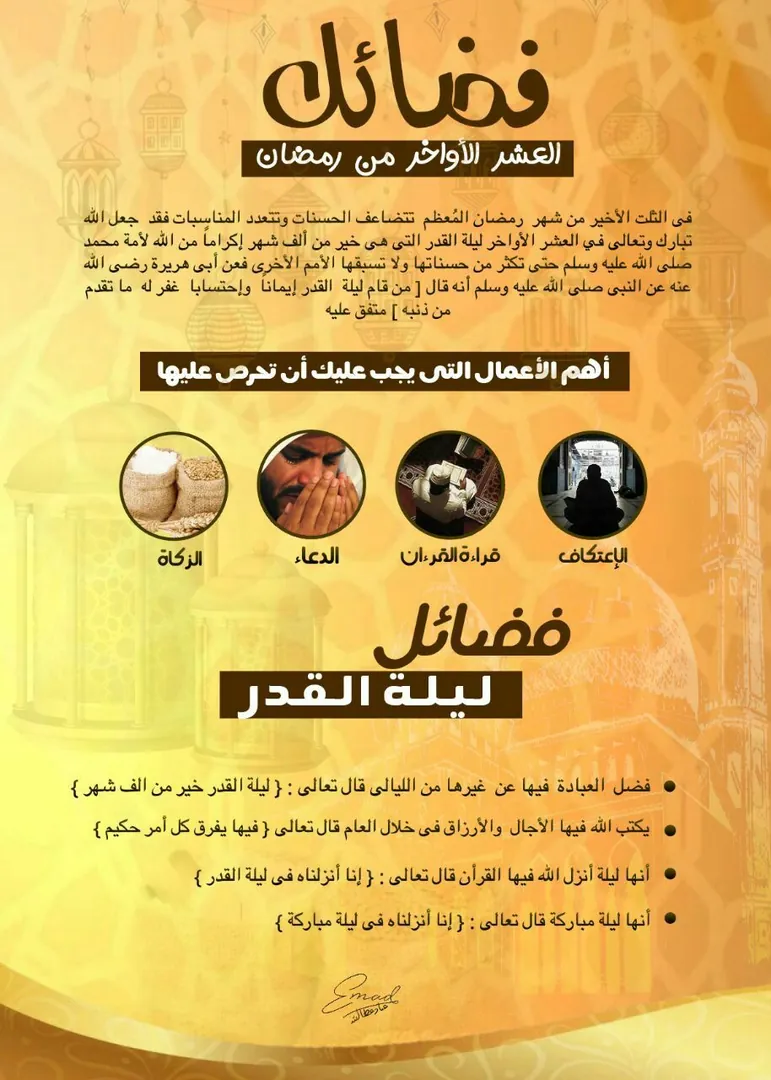 فضائل
العشر الأواخر من رمضان
فى الثلت الأخير من شهر رمضان المُعظم تتضاعف الحسنات وتتعدد المناسبات فقد جعل الله
تبارك وتعالى في العشر الأواخر ليلة القدر التى هى خير من ألف شهر إكراماً من الله لأمة محمد
صلى الله عليه وسلم حتى تكثر من حسناتها ولا تسبقها الأمم الأخرى فعن أبى هريرة رضى الله
عنه عن النبى صلى الله عليه وسلم أنه قال [ من قام ليلة القدر إيماناً وإحتسابا غفر له ما تقدم
من ذنبه ] متفق عليه
أهم الأعمال التى يجب عليك أن تحرص عليها
الإعتكاف قراءة القرءان الدعاء الزكاة
فضائل
ليلة القدر
● فضل العبادة فيها عن غيرها من الليالى قال تعالى : { ليلة القدر خير من الف شهر }
● يكتب الله فيها الأجال والأرزاق فى خلال العام قال تعالى { فيها يفرق كل أمر حكيم }
● أنها ليلة أنزل الله فيها القرأن قال تعالى : { إنا أنزلناه فى ليلة القدر }
● أنها ليلة مباركة قال تعالى : { إنا أنزلناه فى ليلة مباركة }
Emad